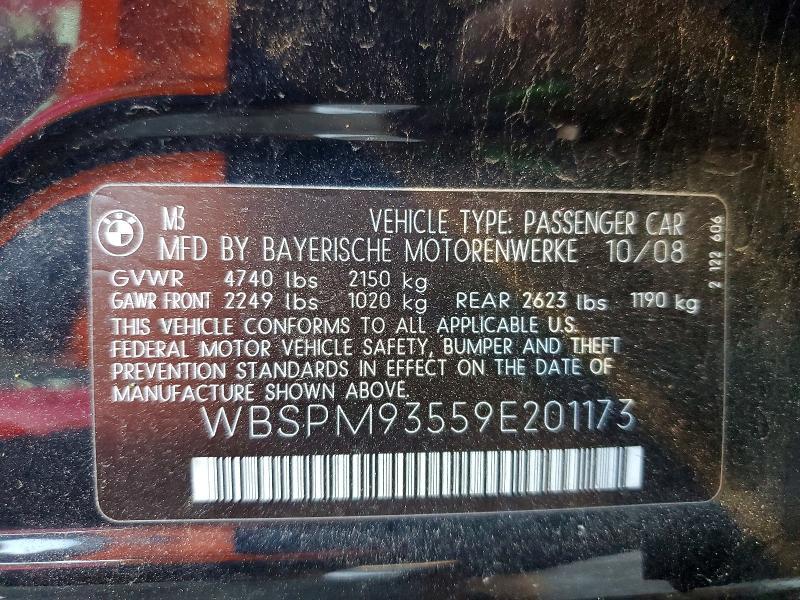 M3 VEHICLE TYPE: PASSENGER CAR
MFD BY BAYERISCHE MOTORENWERKE 10/08
GVWR 4740 lbs 2150 kg
GAWR FRONT 2249 lbs 1020 kg REAR 2623 lbs 1190 kg
THIS VEHICLE CONFORMS TO ALL APPLICABLE U.S.
FEDERAL MOTOR VEHICLE SAFETY, BUMPER AND THEFT
PREVENTION STANDARDS IN EFFECT ON THE DATE OF
MANUFACTURE SHOWN ABOVE.
WBSPM93559E201173
2 122 606